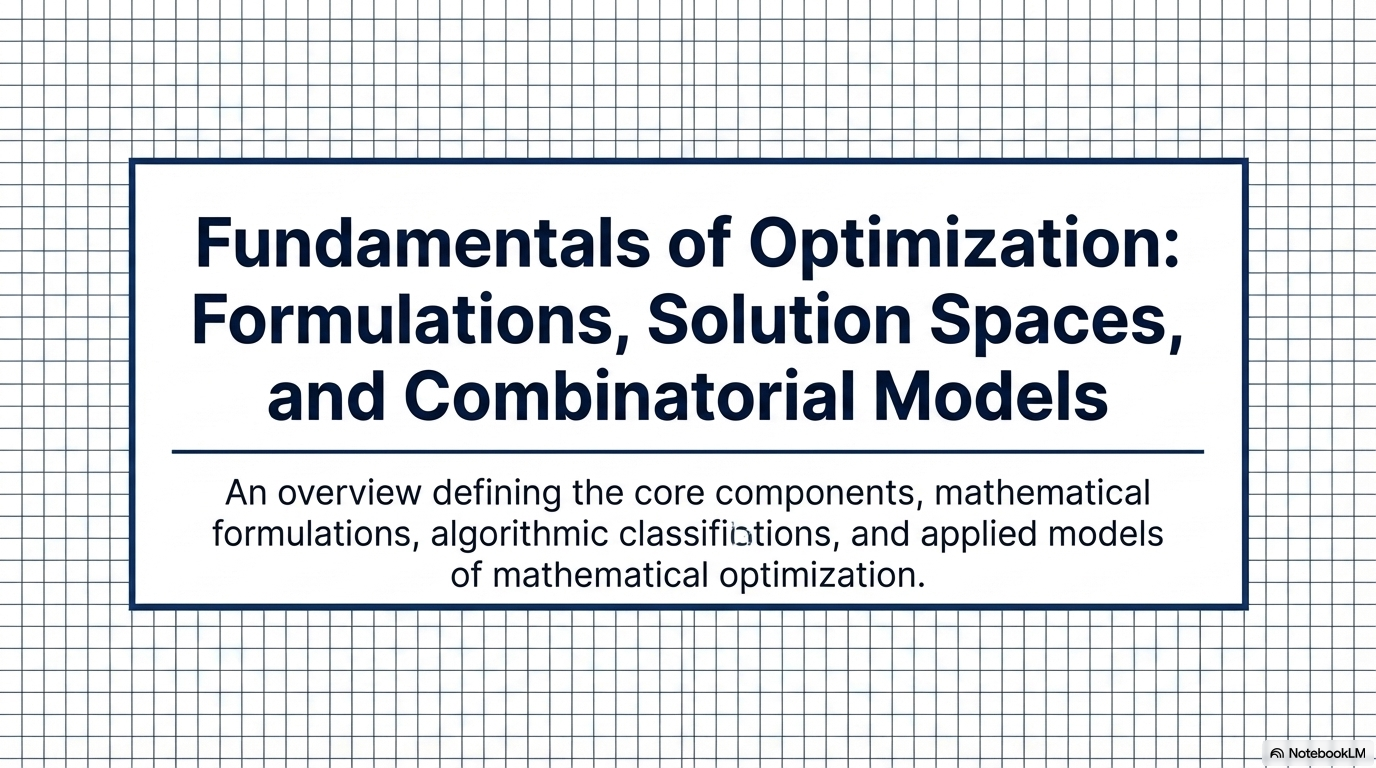 Fundamentals of Optimization:
Formulations, Solution Spaces,
and Combinatorial Models
An overview defining the core components, mathematical
formulations, algorithmic and applied models
of mathematical optimization.
NotebookLM